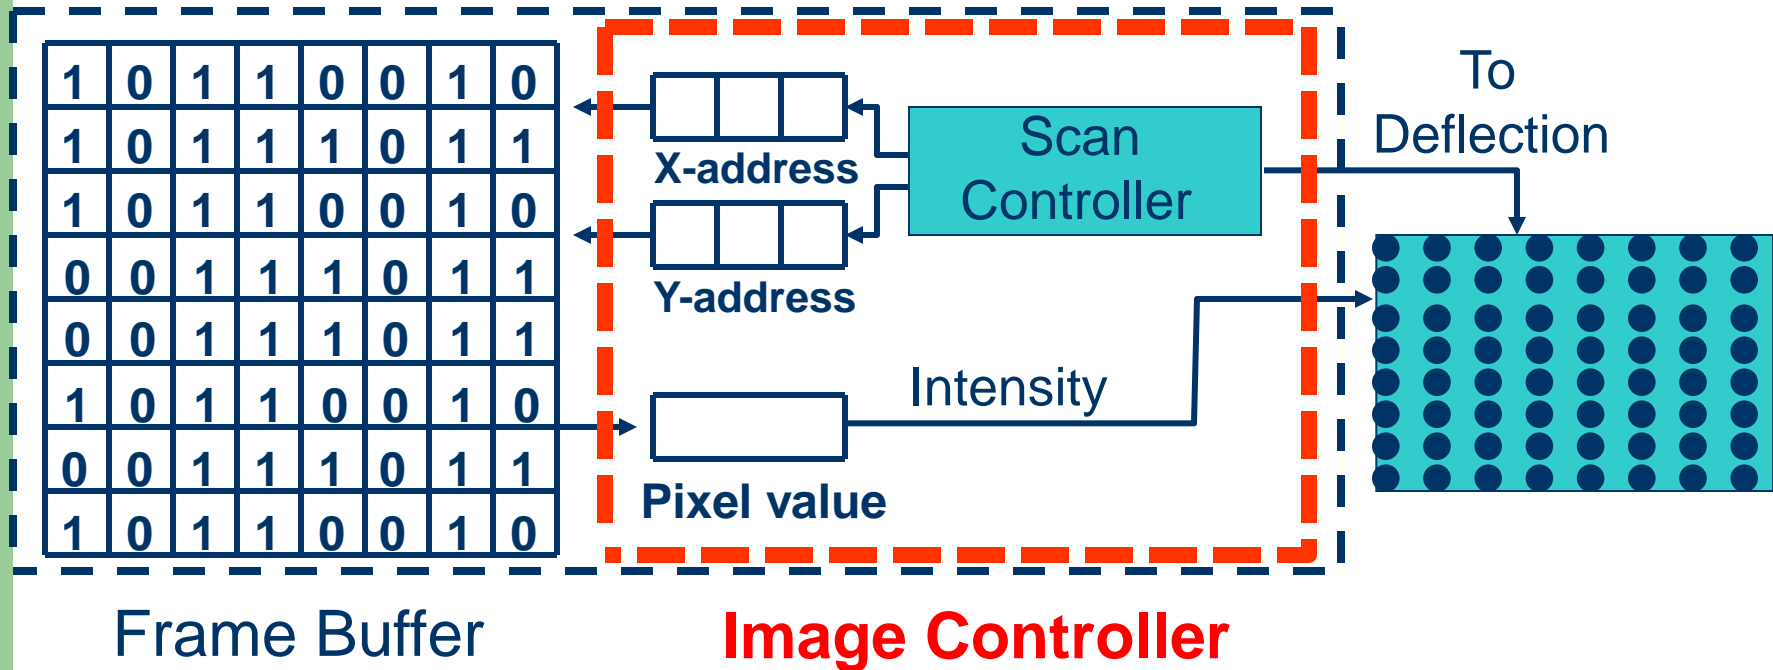 1 0 1 1 0 0 1 0
1 0 1 1 1 0 1 1
1 0 1 1 0 0 1 0
0 0 1 1 1 0 1 1
0 0 1 1 1 0 1 1
1 0 1 1 0 0 1 0
0 0 1 1 1 0 1 1
1 0 1 1 0 0 1 0
Frame Buffer
X-address
Y-address
Scan
Controller
Intensity
Pixel value
Image Controller
To
Deflection